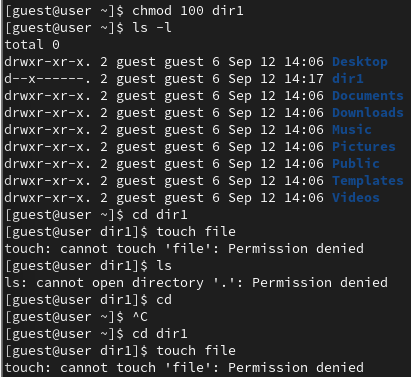 [guest@user ~]$ chmod 100 dir1
[guest@user ~]$ ls -l
total 0
drwxr-xr-x. 2 guest guest 6 Sep 12 14:06 Desktop
d--x------. 2 guest guest 6 Sep 12 14:17 dir1
drwxr-xr-x. 2 guest guest 6 Sep 12 14:06 Documents
drwxr-xr-x. 2 guest guest 6 Sep 12 14:06 Downloads
drwxr-xr-x. 2 guest guest 6 Sep 12 14:06 Music
drwxr-xr-x. 2 guest guest 6 Sep 12 14:06 Pictures
drwxr-xr-x. 2 guest guest 6 Sep 12 14:06 Public
drwxr-xr-x. 2 guest guest 6 Sep 12 14:06 Templates
drwxr-xr-x. 2 guest guest 6 Sep 12 14:06 Videos
[guest@user ~]$ cd dir1
[guest@user dir1]$ touch file
touch: cannot touch 'file': Permission denied
[guest@user dir1]$ ls
ls: cannot open directory '.': Permission denied
[guest@user dir1]$ cd
[guest@user ~]$ ^C
[guest@user ~]$ cd dir1
[guest@user dir1]$ touch file
touch: cannot touch 'file': Permission denied